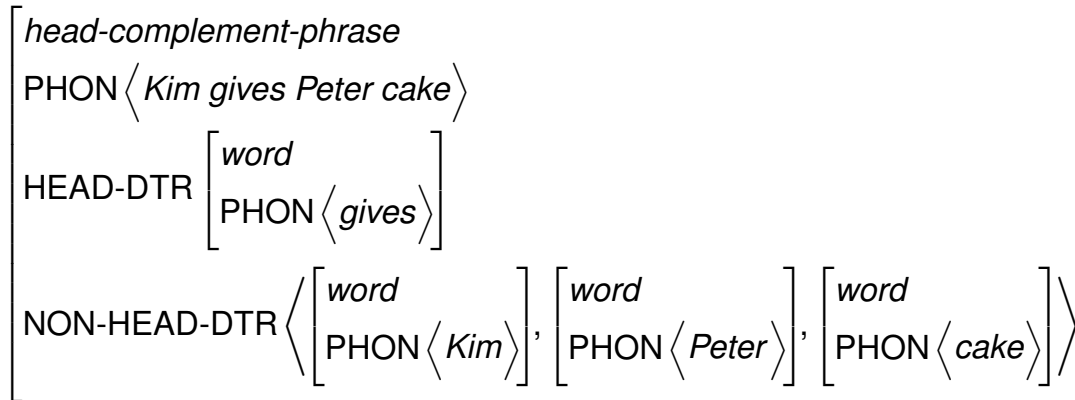 head-complement-phrase
PHON ⟨Kim gives Peter cake⟩
HEAD-DTR [word
PHON ⟨gives⟩]
NON-HEAD-DTR ⟨[word PHON ⟨Kim⟩], [word PHON ⟨Peter⟩], [word PHON ⟨cake⟩]⟩